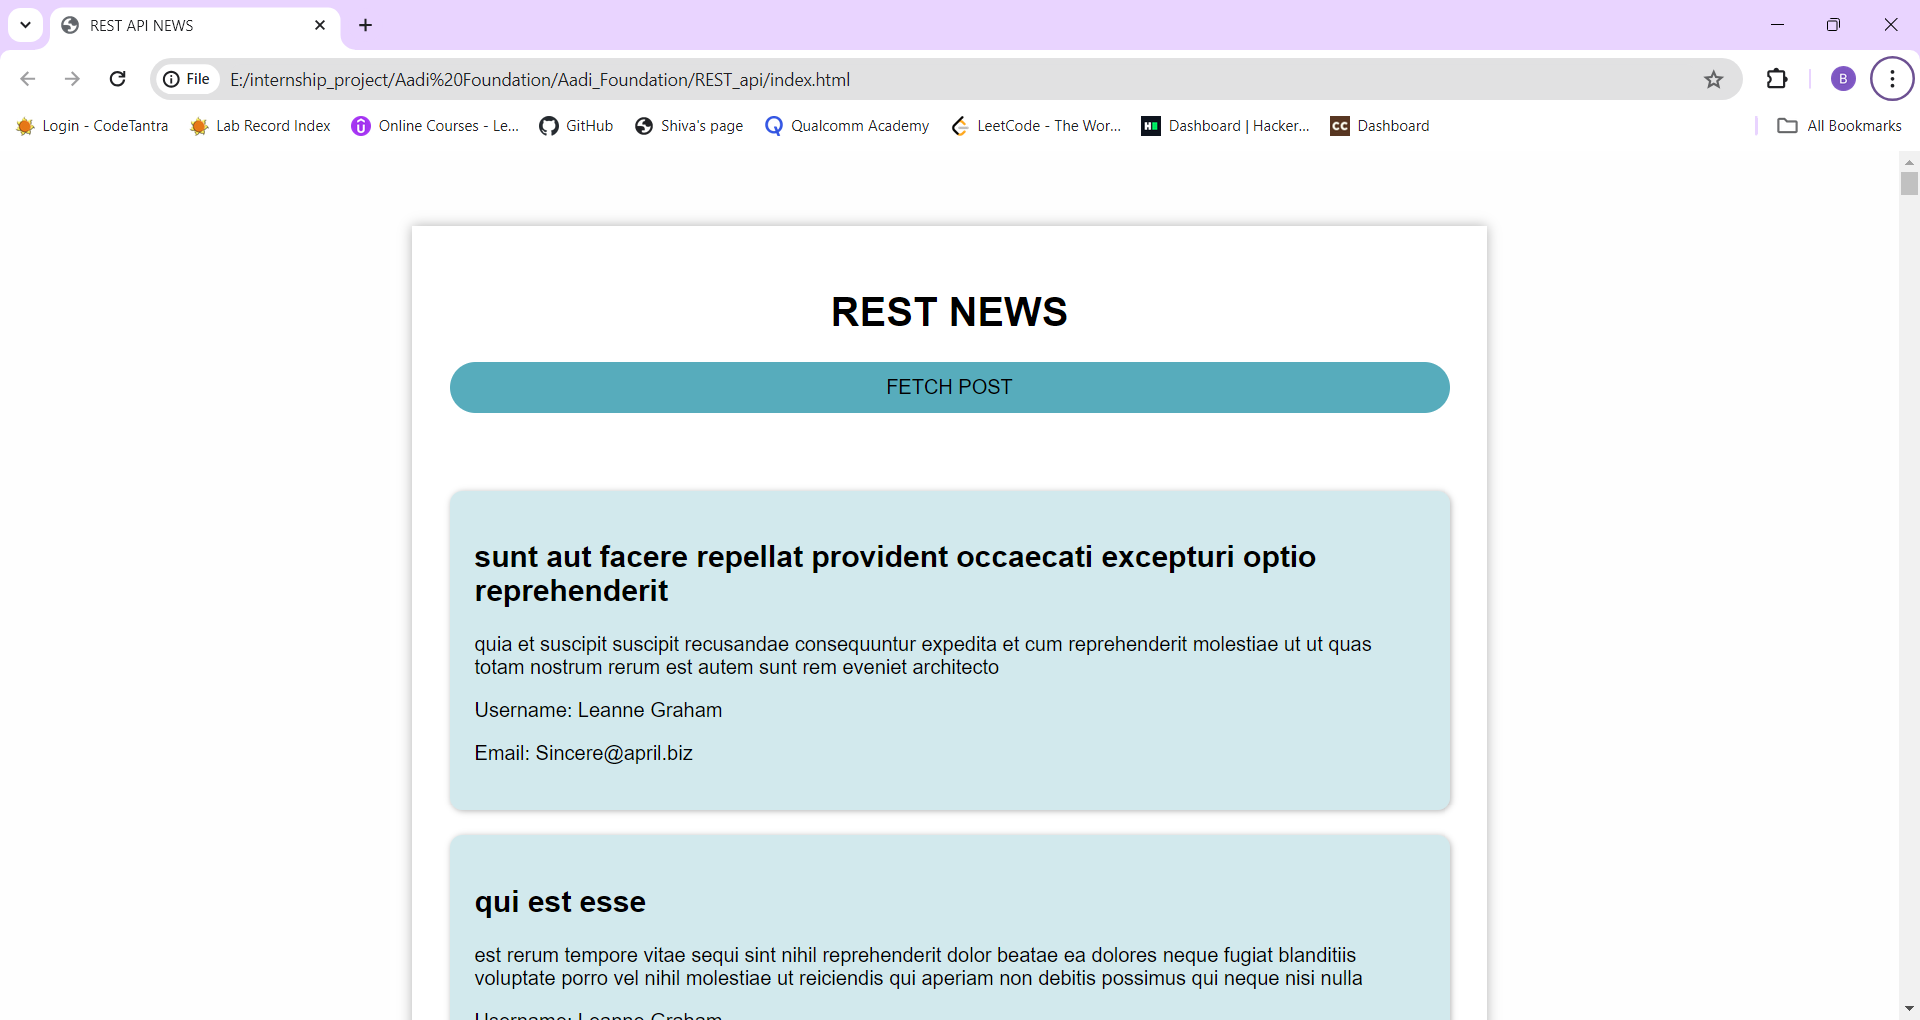 REST API NEWS
File E:/internship_project/Aadi%20Foundation/Aadi_Foundation/REST_api/index.html B
Login - CodeTantra Lab Record Index Online Courses - Le... GitHub Shiva's page Qualcomm Academy LeetCode - The Wor... Dashboard | Hacker... CC Dashboard All Bookmarks
REST NEWS
FETCH POST
sunt aut facere repellat provident occaecati excepturi optio
reprehenderit
quia et suscipit suscipit recusandae consequuntur expedita et cum reprehenderit molestiae ut ut quas
totam nostrum rerum est autem sunt rem eveniet architecto
Username: Leanne Graham
Email: Sincere@april.biz
qui est esse
est rerum tempore vitae sequi sint nihil reprehenderit dolor beatae ea dolores neque fugiat blanditiis
voluptate porro vel nihil molestiae ut reiciendis qui aperiam non debitis possimus qui neque nisi nulla
Username: Leanne Graham